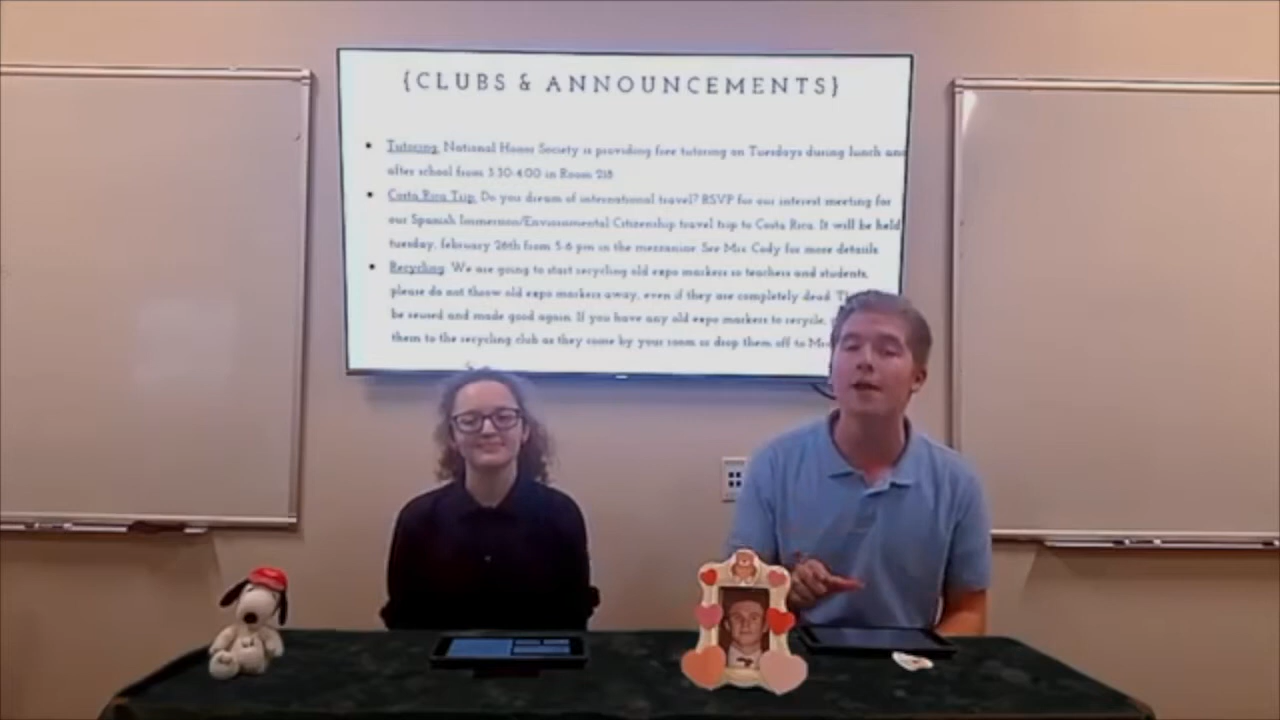 {CLUBS & ANNOUNCEMENTS}
Tutoring: National Honor Society is providing free tutoring on Tuesdays during lunch and
after school from 3:30-4:00 in Room 218
Costa Rica Trip: Do you dream of international travel? RSVP for our interest meeting for
our Spanish Immersion/Environmental Citizenship travel trip to Costa Rica. It will be held
tuesday, february 26th from 5-6 pm in the mezzanine. See Mrs. Cody for more details.
Recycling: We are going to start recycling old expo markers so teachers and students,
please do not throw old expo markers away, even if they are completely dead.
be reused and made good again. If you have any old expo markers to recycle,
them to the recycling club as they come by your room or drop them off to